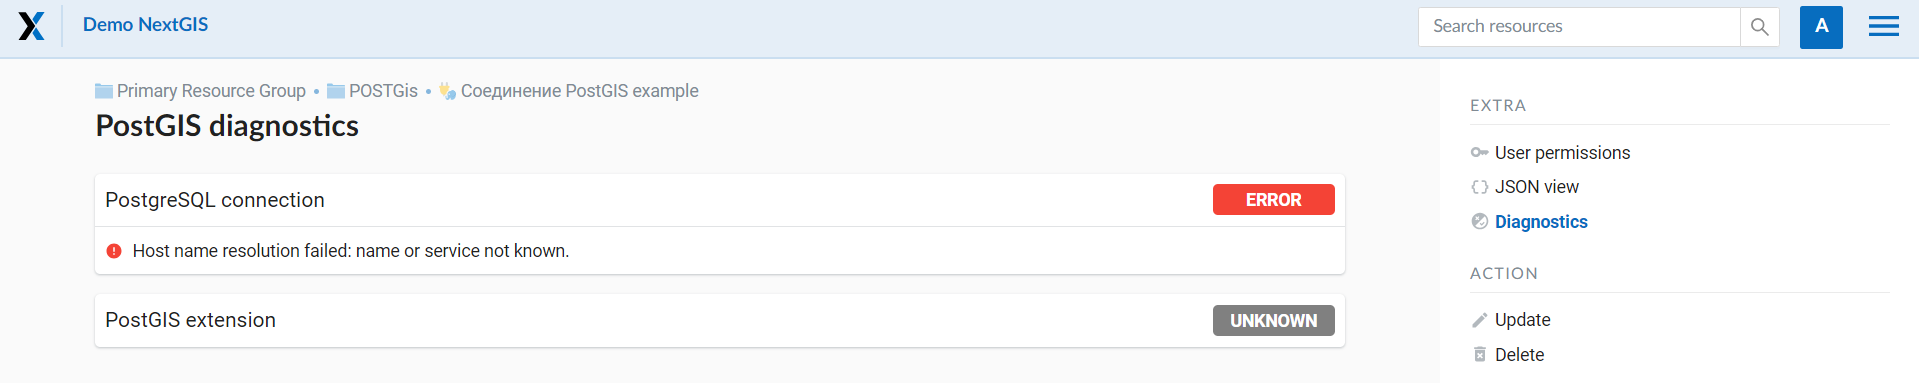 Demo NextGIS
Search resources
A
Primary Resource Group • POSTGis • Соединение PostGIS example
PostGIS diagnostics
PostgreSQL connection
ERROR
Host name resolution failed: name or service not known.
PostGIS extension
UNKNOWN
EXTRA
User permissions
JSON view
Diagnostics
ACTION
Update
Delete